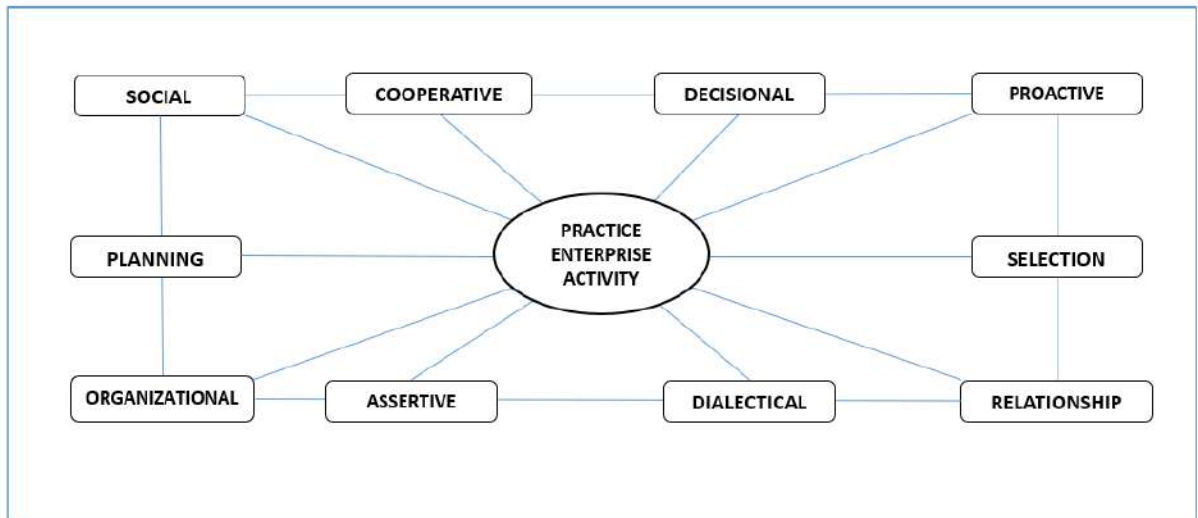 SOCIAL
COOPERATIVE
DECISIONAL
PROACTIVE
PRACTICE
ENTERPRISE
ACTIVITY
PLANNING
SELECTION
ORGANIZATIONAL
ASSERTIVE
DIALECTICAL
RELATIONSHIP